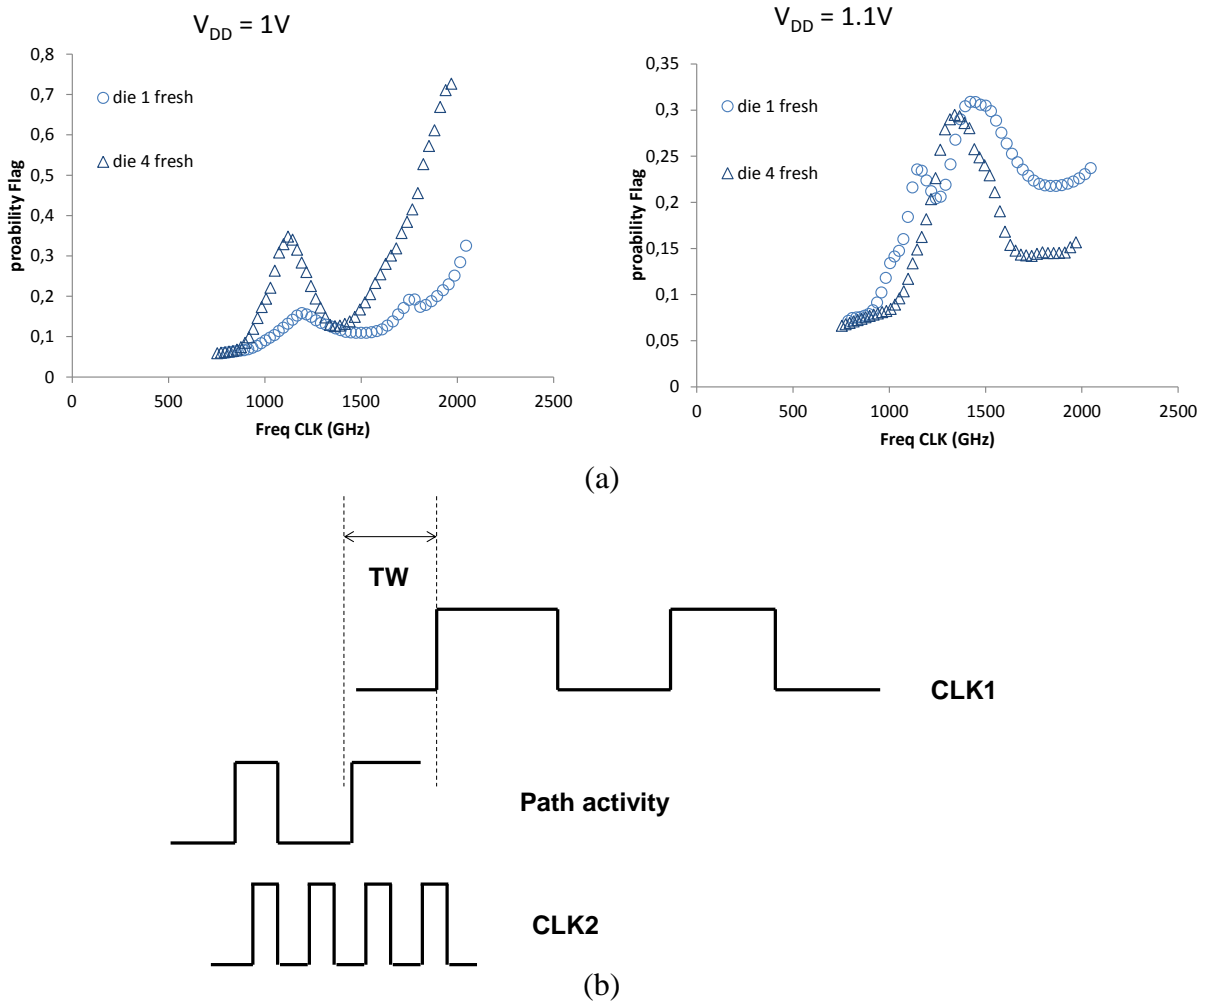 V_DD = 1V
0,8
0,7
0,6
0,5
0,4
0,3
0,2
0,1
0
proability Flag
die 1 fresh
die 4 fresh
0 500 1000 1500 2000 2500
Freq CLK (GHz)
V_DD = 1.1V
0,35
0,3
0,25
0,2
0,15
0,1
0,05
0
proability Flag
die 1 fresh
die 4 fresh
0 500 1000 1500 2000 2500
Freq CLK (GHz)
(a)
TW
CLK1
Path activity
CLK2
(b)